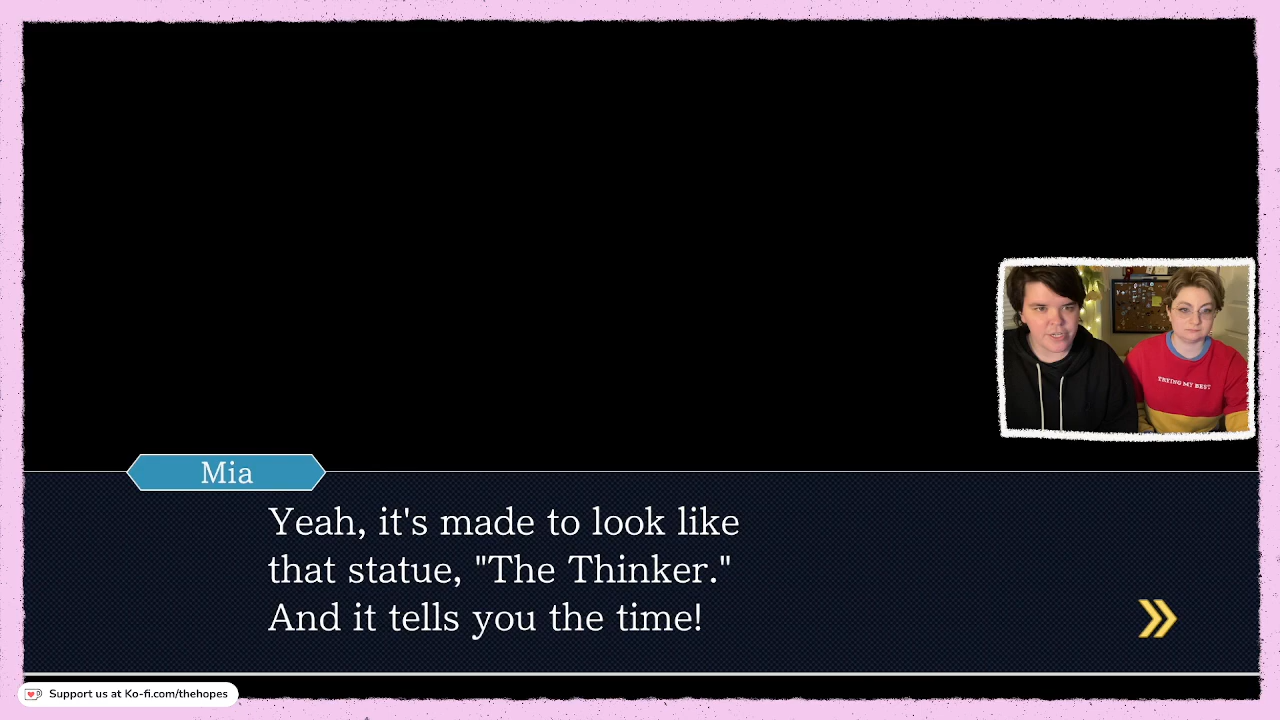 Mia
Yeah, it's made to look like
that statue, "The Thinker."
And it tells you the time!
TRYING MY BEST
Support us at Ko-fi.com/thehopes